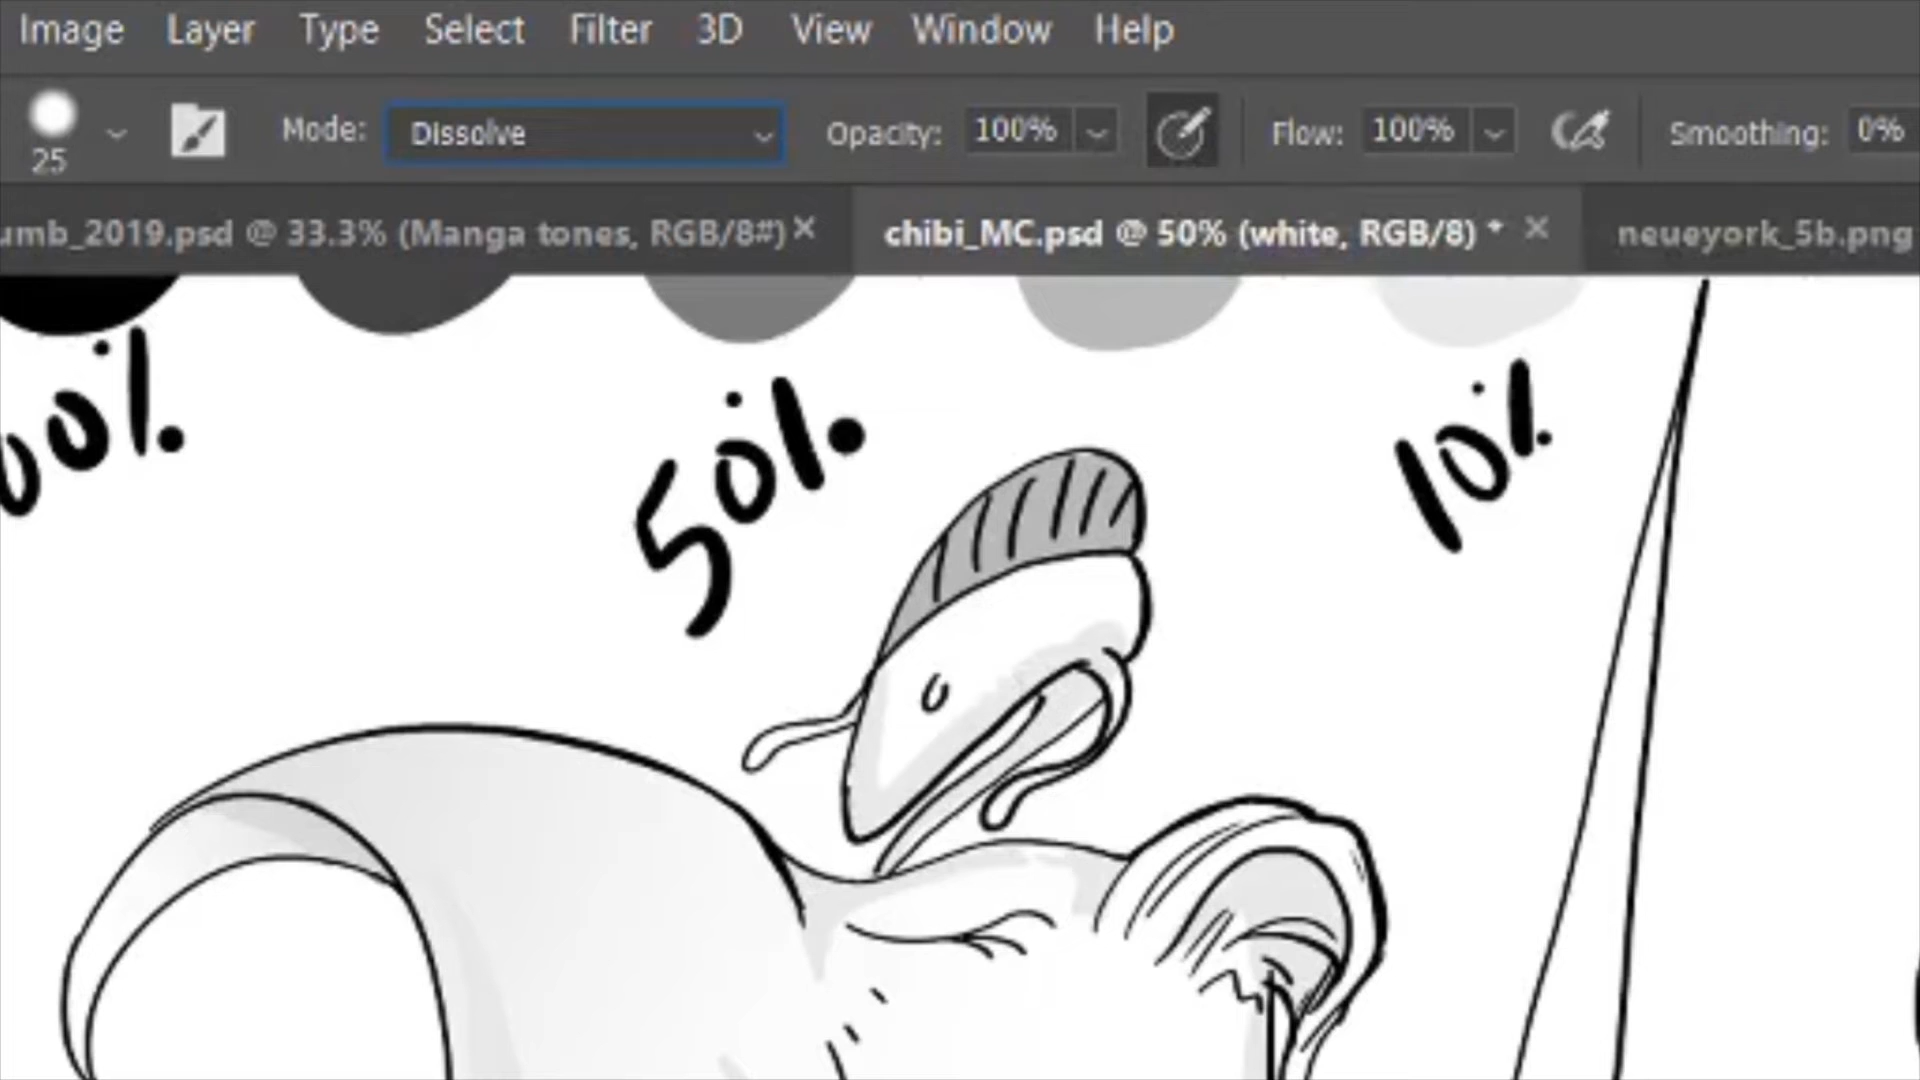 Image Layer Type Select Filter 3D View Window Help
25 Mode: Dissolve Opacity: 100% Flow: 100% Smoothing: 0%
umb_2019.psd @ 33.3% (Manga tones, RGB/8#) × chibi_MC.psd @ 50% (white, RGB/8) * × neueyork_5b.png
00%
50%
10%